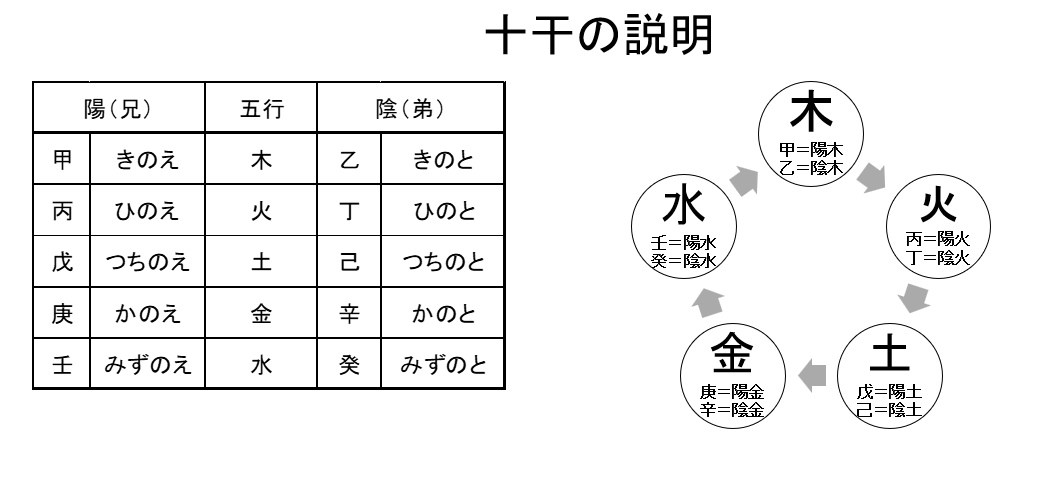 十干の説明
陽（兄） 五行 陰（弟）
甲 きのえ 木 乙 きのと
丙 ひのえ 火 丁 ひのと
戊 つちのえ 土 己 つちのと
庚 かのえ 金 辛 かのと
壬 みずのえ 水 癸 みずのと
木
甲＝陽木
乙＝陰木
火
丙＝陽火
丁＝陰火
土
戊＝陽土
己＝陰土
金
庚＝陽金
辛＝陰金
水
壬＝陽水
癸＝陰水